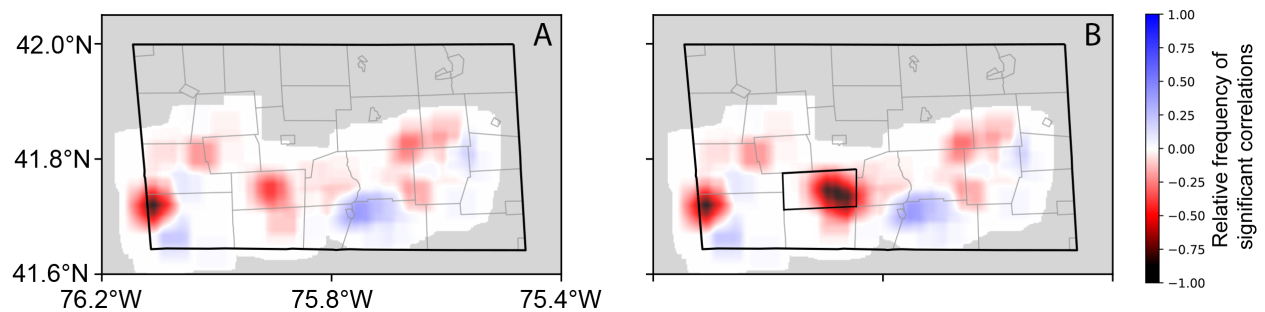 A
B
42.0°N
41.8°N
41.6°N
76.2°W
75.8°W
75.4°W
1.00
0.75
0.50
0.25
0.00
−0.25
−0.50
−0.75
−1.00
Relative frequency of
significant correlations